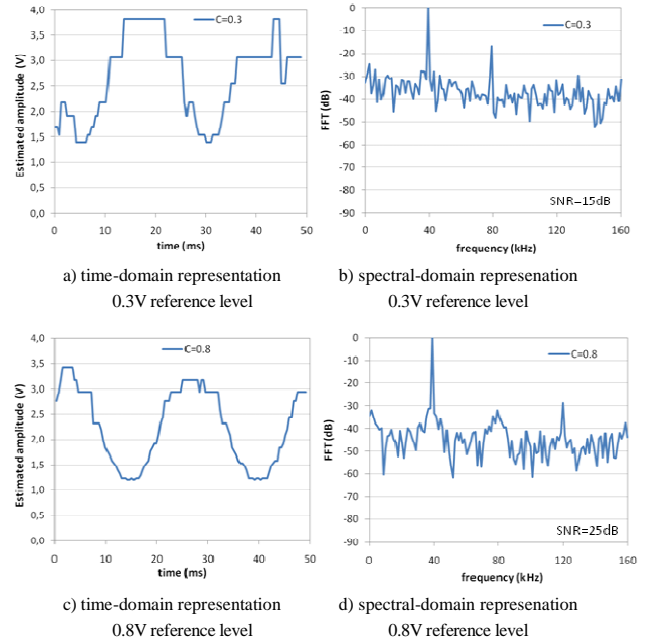 4,0
3,5
3,0
2,5
2,0
1,5
1,0
0,5
0,0
Estimated amplitude (V)
C=0.3
0 10 20 30 40 50
time (ms)
0
-10
-20
-30
-40
-50
-60
-70
-80
-90
FFT (dB)
C=0.3
SNR=15dB
0 40 80 120 160
frequency (kHz)
a) time-domain representation
0.3V reference level
b) spectral-domain represenation
0.3V reference level
4,0
3,5
3,0
2,5
2,0
1,5
1,0
0,5
0,0
Estimated amplitude (V)
C=0.8
0 10 20 30 40 50
time (ms)
0
-10
-20
-30
-40
-50
-60
-70
-80
-90
FFT(dB)
C=0.8
SNR=25dB
0 40 80 120 160
frequency (kHz)
c) time-domain representation
0.8V reference level
d) spectral-domain represenation
0.8V reference level